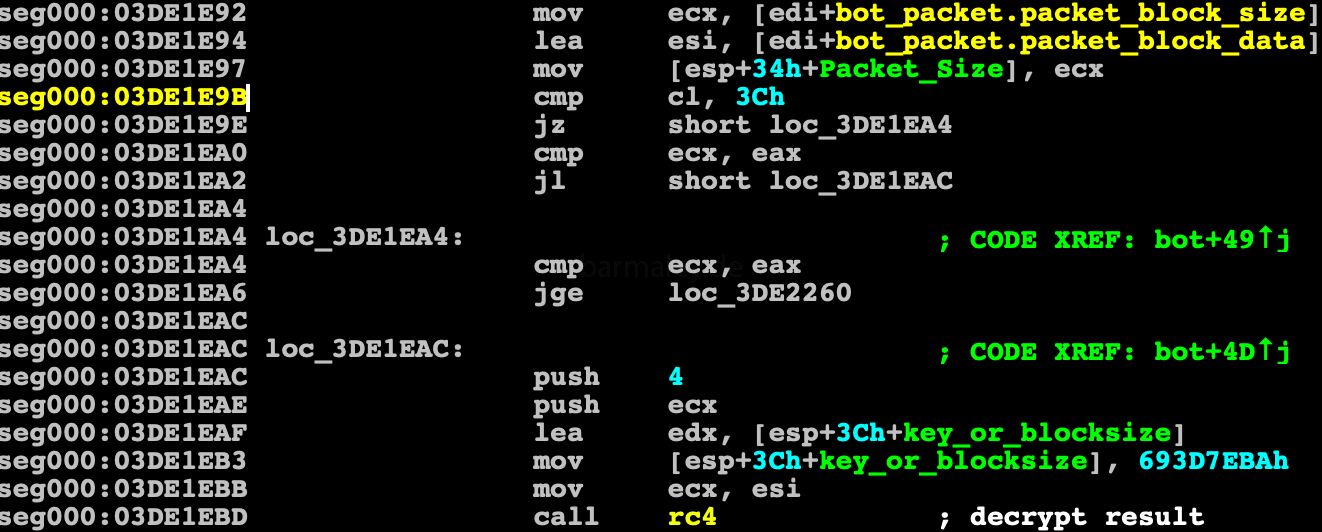 seg000:03DE1E92 mov ecx, [edi+bot_packet.packet_block_size]
seg000:03DE1E94 lea esi, [edi+bot_packet.packet_block_data]
seg000:03DE1E97 mov [esp+34h+Packet_Size], ecx
seg000:03DE1E9B cmp cl, 3Ch
seg000:03DE1E9E jz short loc_3DE1EA4
seg000:03DE1EA0 cmp ecx, eax
seg000:03DE1EA2 jl short loc_3DE1EAC
seg000:03DE1EA4
seg000:03DE1EA4 loc_3DE1EA4: ; CODE XREF: bot+49↑j
seg000:03DE1EA4 cmp ecx, eax
seg000:03DE1EA6 jge loc_3DE2260
seg000:03DE1EAC
seg000:03DE1EAC loc_3DE1EAC: ; CODE XREF: bot+4D↑j
seg000:03DE1EAC push 4
seg000:03DE1EAE push ecx
seg000:03DE1EAF lea edx, [esp+3Ch+key_or_blocksize]
seg000:03DE1EB3 mov [esp+3Ch+key_or_blocksize], 693D7EBAh
seg000:03DE1EBB mov ecx, esi
seg000:03DE1EBD call rc4 ; decrypt result